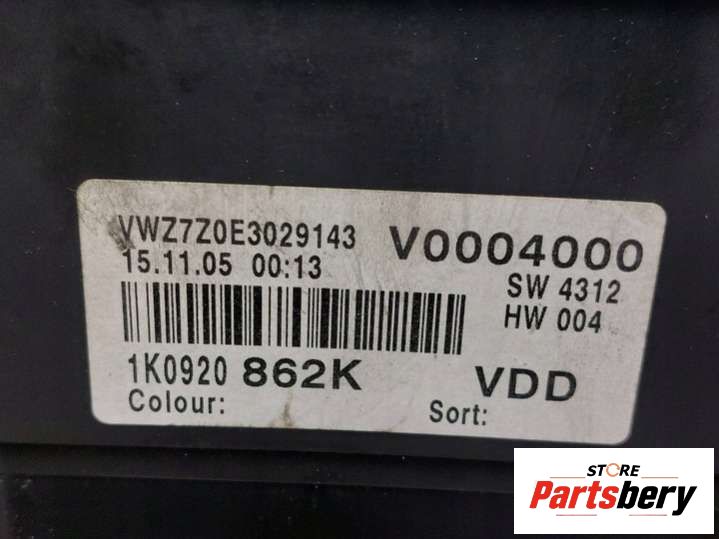 VWZ7Z0E3029143 V0004000
15.11.05 00:13 SW 4312
HW 004
1K0920 862K VDD
Colour: Sort:
STORE
Partsbery